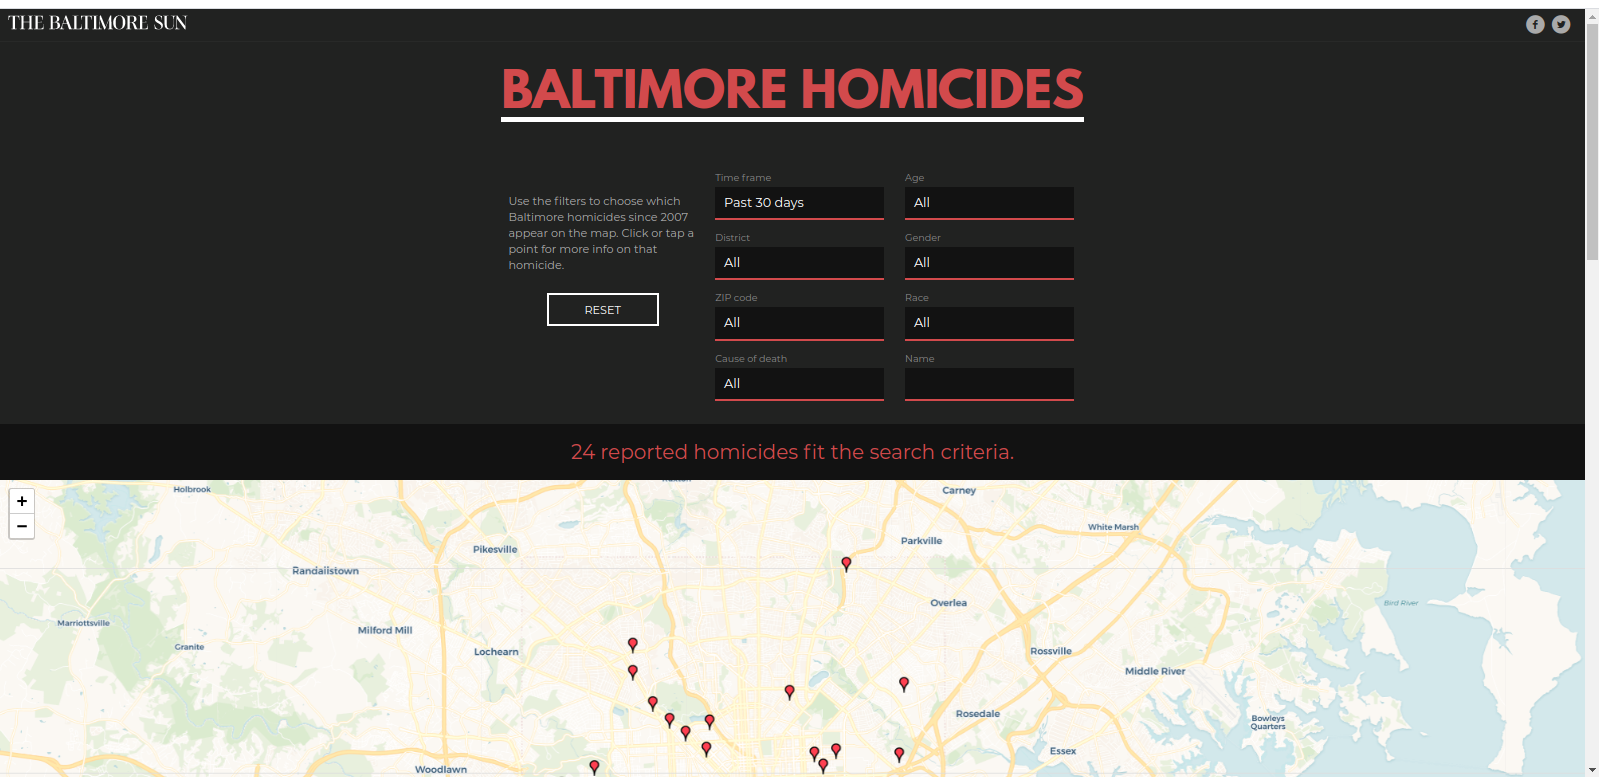 THE BALTIMORE SUN
BALTIMORE HOMICIDES
Use the filters to choose which
Baltimore homicides since 2007
appear on the map. Click or tap a
point for more info on that
homicide.
RESET
Time frame
Past 30 days
Age
All
District
All
Gender
All
ZIP code
All
Race
All
Cause of death
All
Name
24 reported homicides fit the search criteria.
+
−
Holbrook
Carney
White Marsh
Parkville
Pikesville
Randallstown
Overlea
Bird River
Marriottsville
Milford Mill
Granite
Lochearn
Rossville
Middle River
Rosedale
Bowleys
Quarters
Essex
Woodlawn